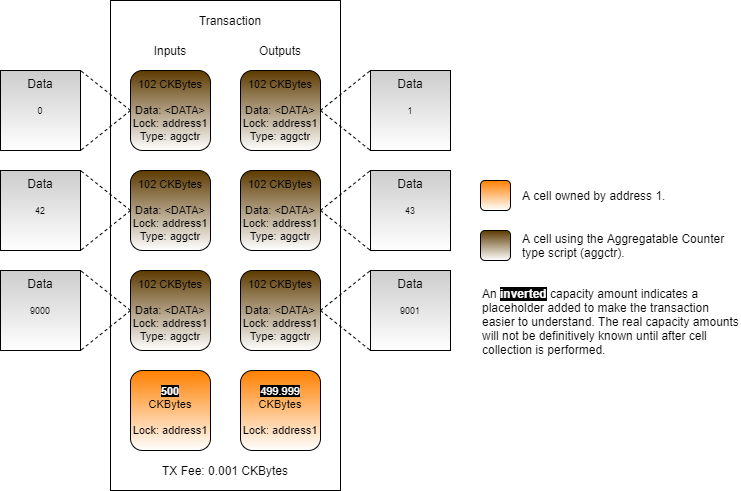 Transaction
Inputs
Outputs
Data
0
102 CKBytes
Data: <DATA>
Lock: address1
Type: aggctr
102 CKBytes
Data: <DATA>
Lock: address1
Type: aggctr
Data
1
Data
42
102 CKBytes
Data: <DATA>
Lock: address1
Type: aggctr
102 CKBytes
Data: <DATA>
Lock: address1
Type: aggctr
Data
43
Data
9000
102 CKBytes
Data: <DATA>
Lock: address1
Type: aggctr
102 CKBytes
Data: <DATA>
Lock: address1
Type: aggctr
Data
9001
500
CKBytes
Lock: address1
499.999
CKBytes
Lock: address1
TX Fee: 0.001 CKBytes
A cell owned by address 1.
A cell using the Aggregatable Counter
type script (aggctr).
An inverted capacity amount indicates a
placeholder added to make the transaction
easier to understand. The real capacity amounts
will not be definitively known until after cell
collection is performed.